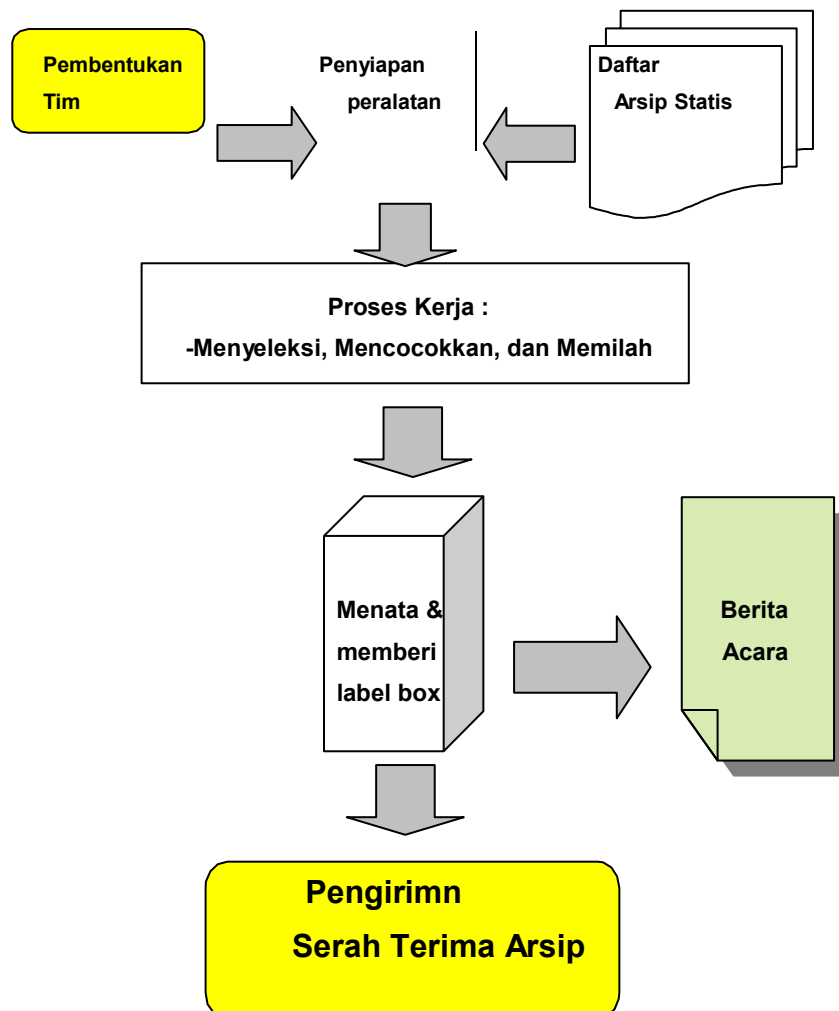 Pembentukan
Tim
Penyiapan
peralatan
Daftar
Arsip Statis
Proses Kerja :
-Menyeleksi, Mencocokkan, dan Memilah
Menata &
memberi
label box
Berita
Acara
Pengirimn
Serah Terima Arsip